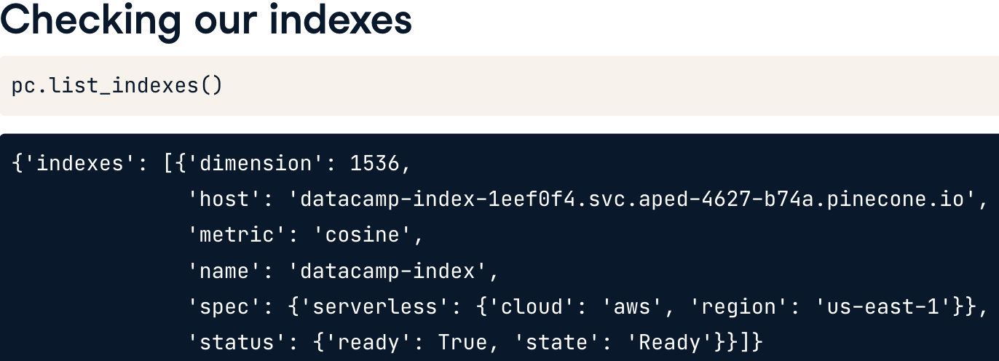 Checking our indexes
pc.list_indexes()
{'indexes': [{'dimension': 1536,
'host': 'datacamp-index-1eef0f4.svc.aped-4627-b74a.pinecone.io',
'metric': 'cosine',
'name': 'datacamp-index',
'spec': {'serverless': {'cloud': 'aws', 'region': 'us-east-1'}},
'status': {'ready': True, 'state': 'Ready'}}]}